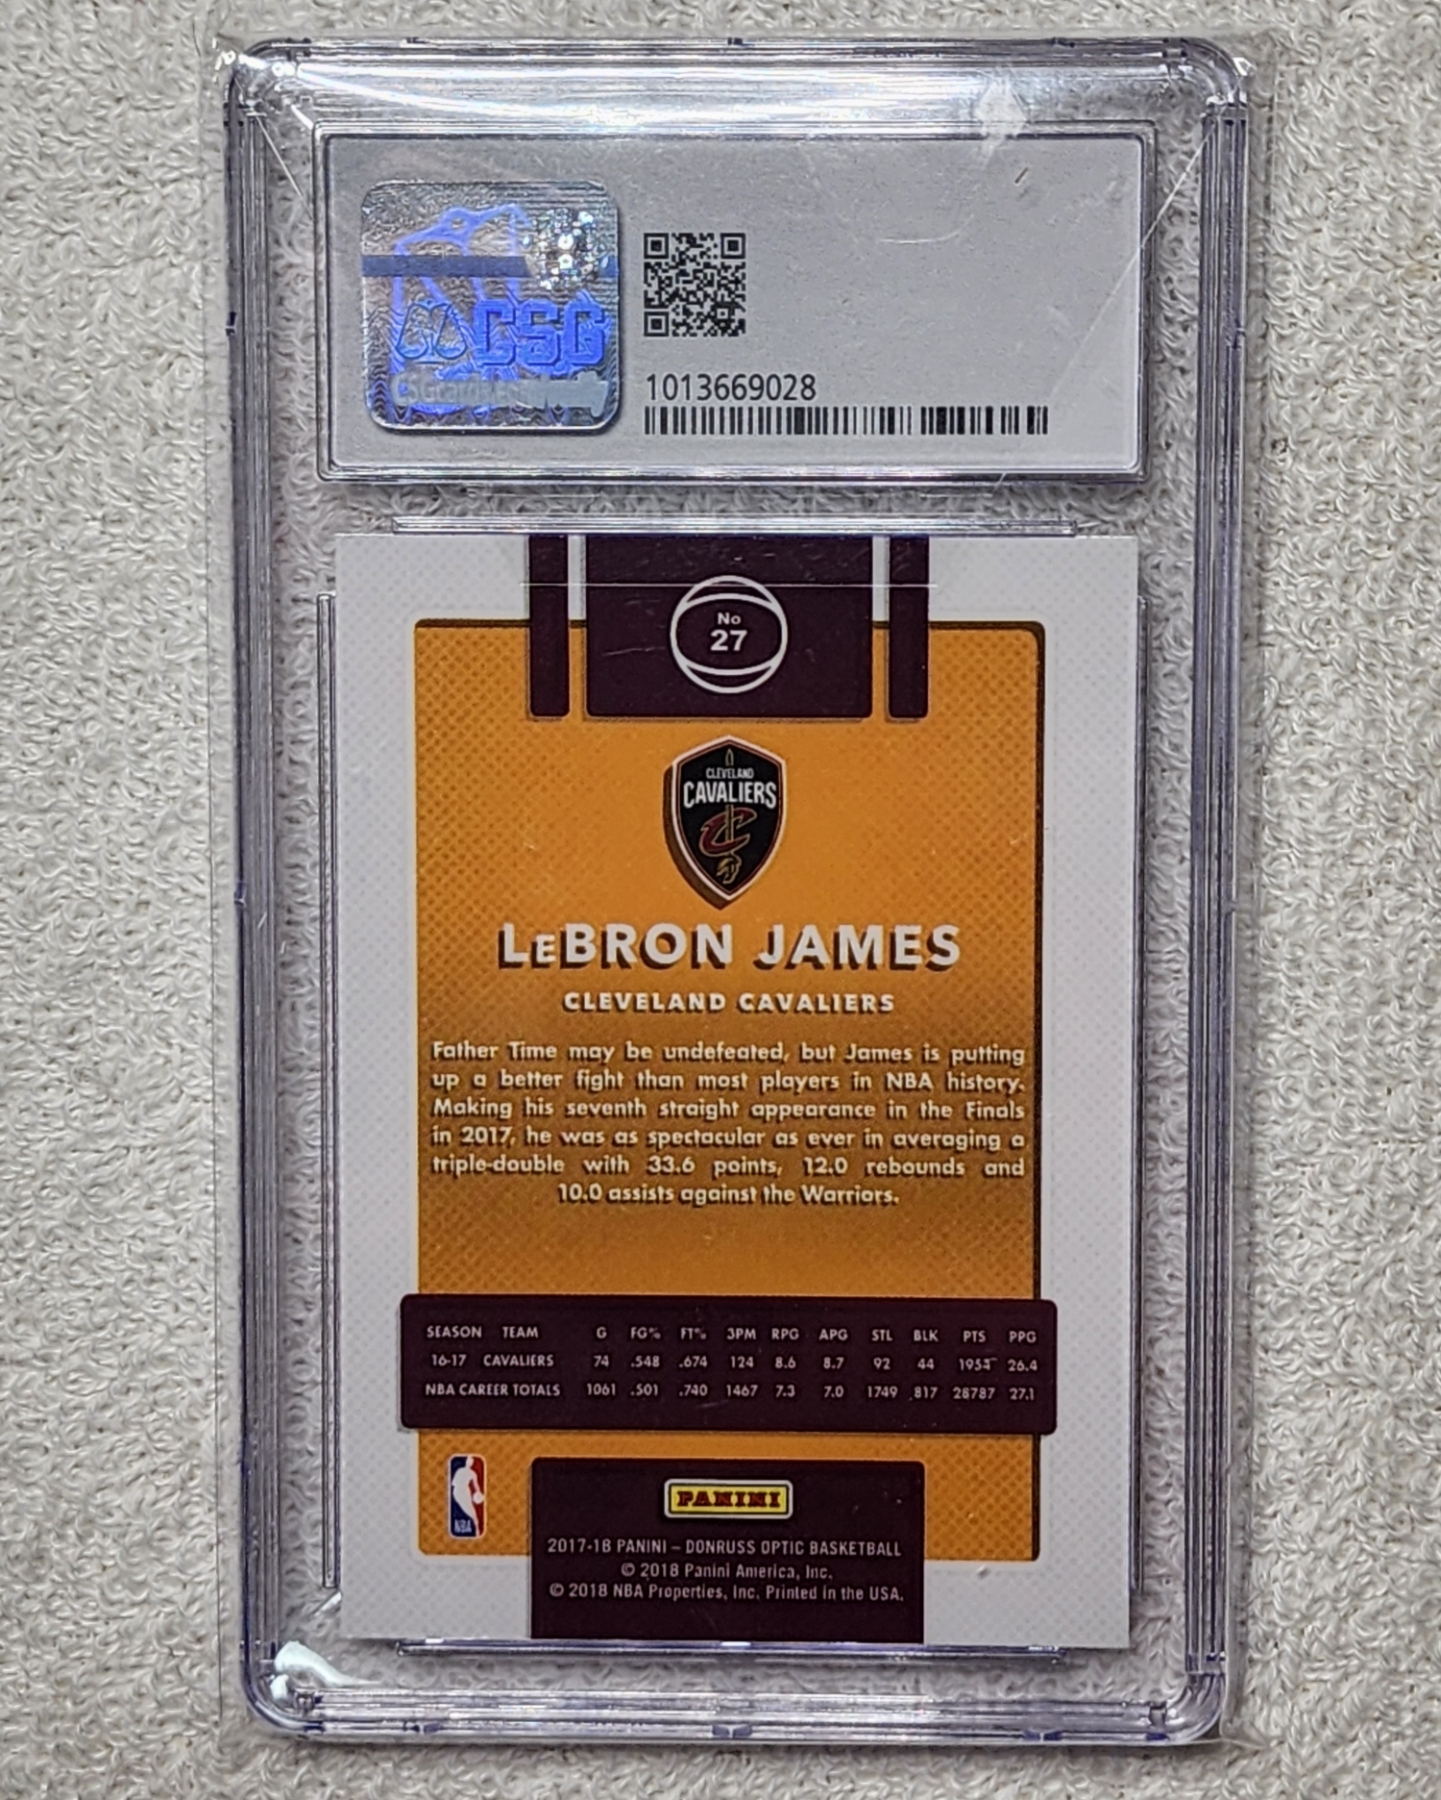 CSG
1013669028
No
27
CLEVELAND
CAVALIERS
C
LeBRON JAMES
CLEVELAND CAVALIERS
Father Time may be undefeated, but James is putting
up a better fight than most players in NBA history.
Making his seventh straight appearance in the Finals
in 2017, he was as spectacular as ever in averaging a
triple-double with 33.6 points, 12.0 rebounds and
10.0 assists against the Warriors.
SEASON TEAM G FG% FT% 3PM RPG APG STL BLK PTS PPG
16-17 CAVALIERS 74 .548 .674 124 8.6 8.7 92 44 1954 26.4
NBA CAREER TOTALS 1061 .501 .740 1467 7.3 7.0 1749 817 28787 27.1
NBA
PANINI
2017-18 PANINI – DONRUSS OPTIC BASKETBALL
© 2018 Panini America, Inc.
© 2018 NBA Properties, Inc. Printed in the USA.